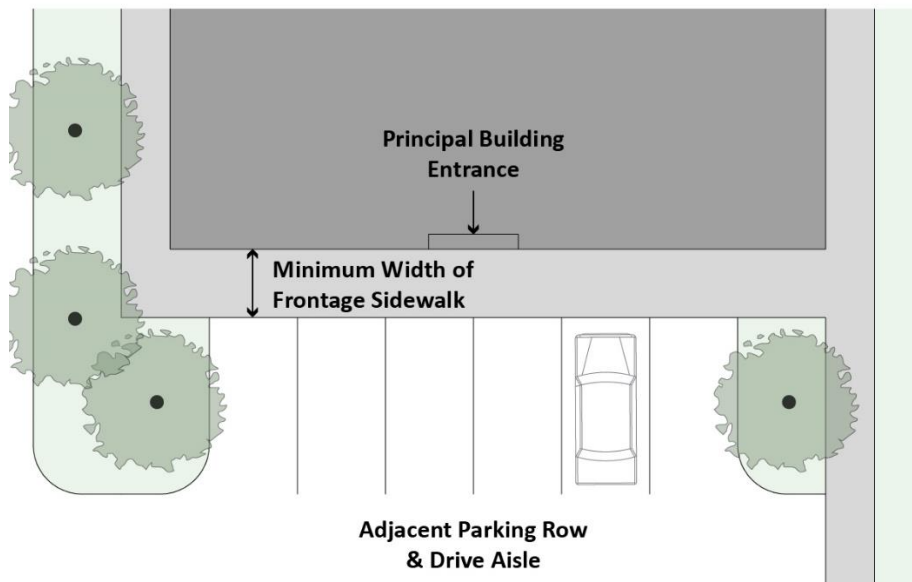 Principal Building
Entrance
Minimum Width of
Frontage Sidewalk
Adjacent Parking Row
& Drive Aisle